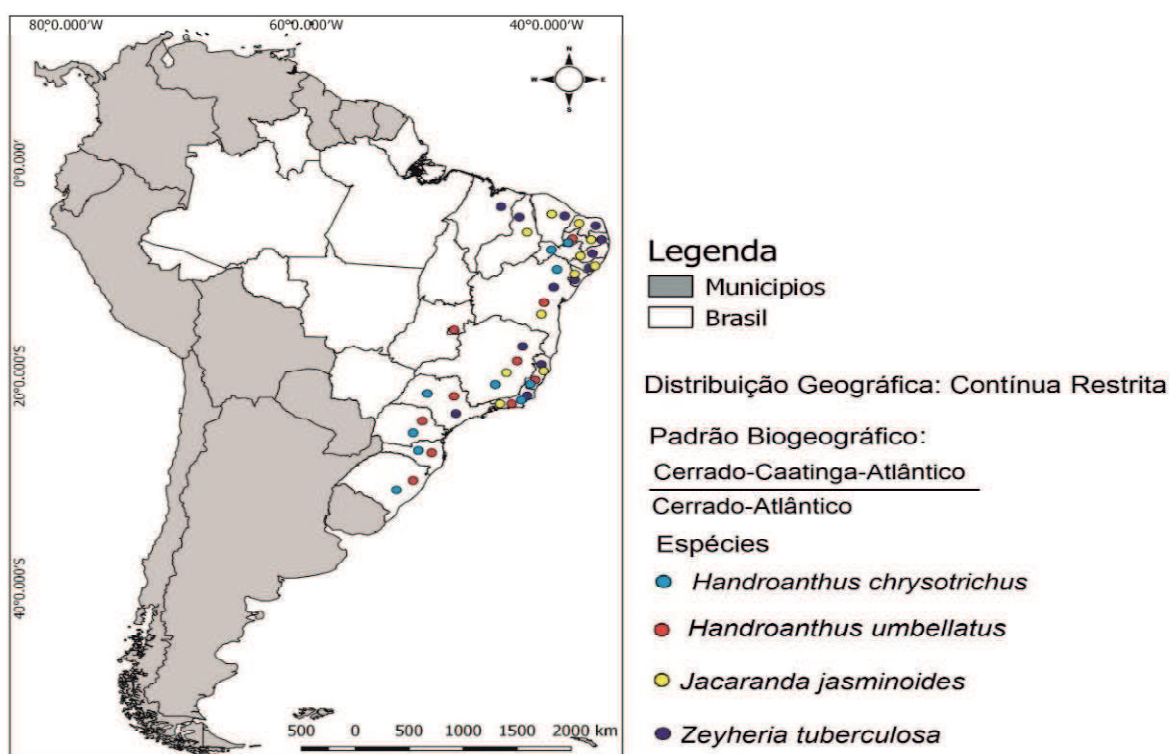 80°0.000'W 60°0.000'W 40°0.000'W
N
W E
S
0°0.000'
20°0.000'S
40°0.000'S
500 0 500 1000 1500 2000 km
Legenda
Municipios
Brasil
Distribuição Geográfica: Contínua Restrita
Padrão Biogeográfico:
Cerrado-Caatinga-Atlântico
Cerrado-Atlântico
Espécies
Handroanthus chrysotrichus
Handroanthus umbellatus
Jacaranda jasminoides
Zeyheria tuberculosa